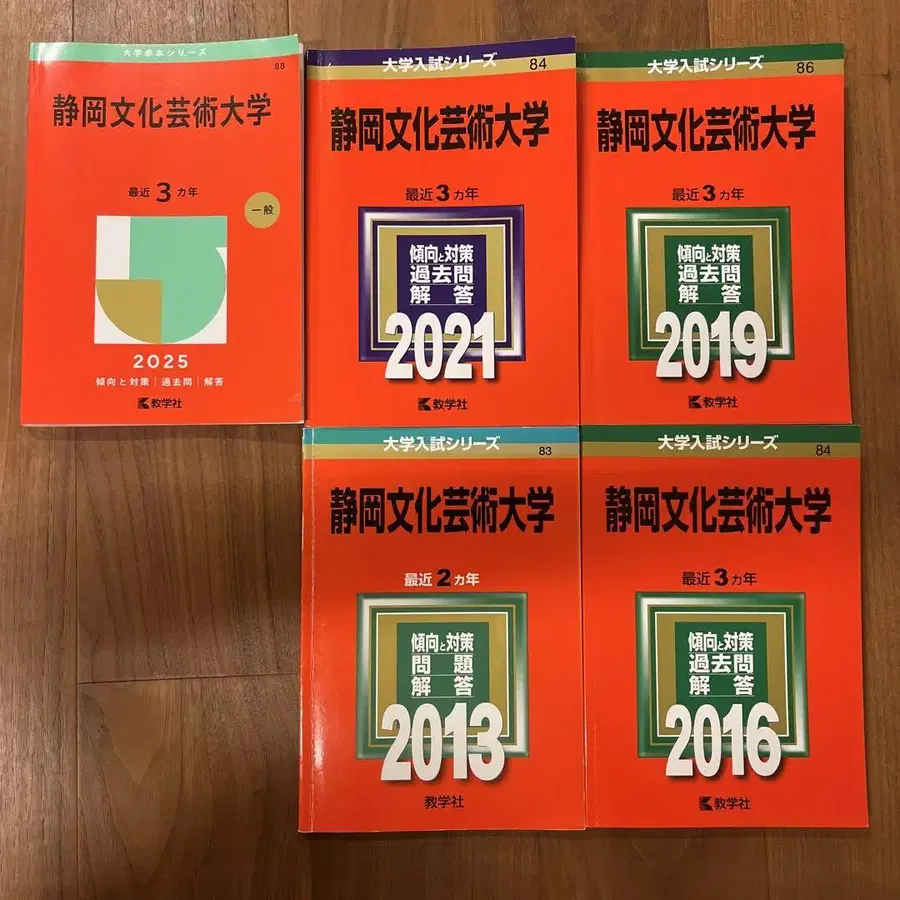 大学赤本シリーズ
88
静岡文化芸術大学
最近3カ年
一般
2025
傾向と対策|過去問|解答
教学社
大学入試シリーズ
84
静岡文化芸術大学
最近3カ年
傾向と対策
過去問
解答
2021
教学社
大学入試シリーズ
86
静岡文化芸術大学
最近3カ年
傾向と対策
過去問
解答
2019
教学社
大学入試シリーズ
83
静岡文化芸術大学
最近2カ年
傾向と対策
問題
解答
2013
教学社
大学入試シリーズ
84
静岡文化芸術大学
最近3カ年
傾向と対策
過去問
解答
2016
教学社